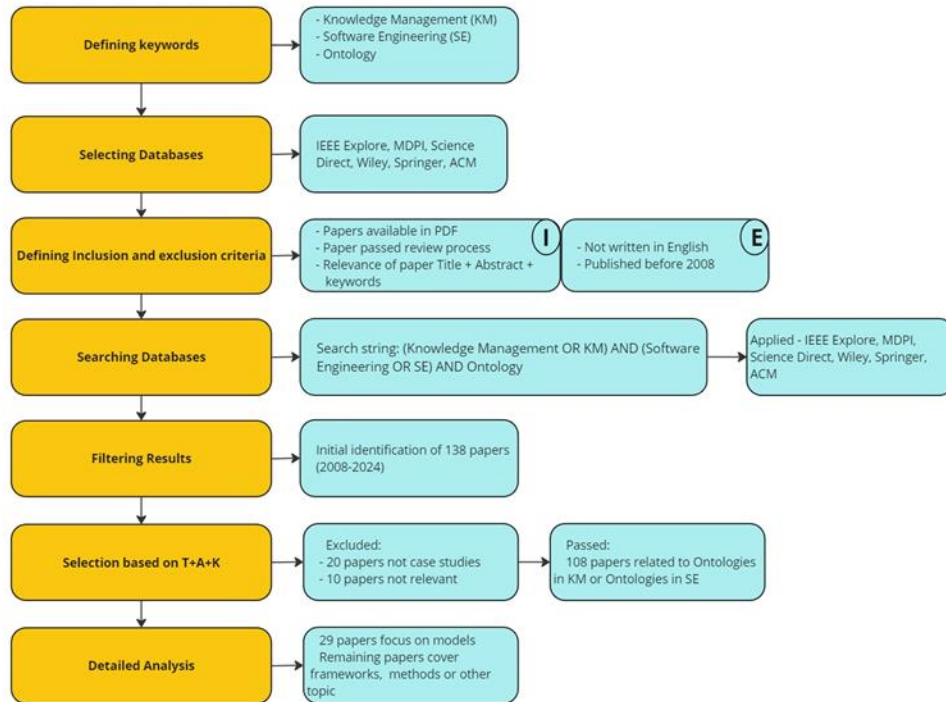 Defining keywords
- Knowledge Management (KM)
- Software Engineering (SE)
- Ontology
Selecting Databases
IEEE Explore, MDPI, Science
Direct, Wiley, Springer, ACM
Defining Inclusion and exclusion criteria
- Papers available in PDF
- Paper passed review process
- Relevance of paper Title + Abstract +
keywords
I
- Not written in English
- Published before 2008
E
Searching Databases
Search string: (Knowledge Management OR KM) AND (Software
Engineering OR SE) AND Ontology
Applied - IEEE Explore, MDPI,
Science Direct, Wiley, Springer,
ACM
Filtering Results
Initial identification of 138 papers
(2008-2024)
Selection based on T+A+K
Excluded:
- 20 papers not case studies
- 10 papers not relevant
Passed:
108 papers related to Ontologies
in KM or Ontologies in SE
Detailed Analysis
29 papers focus on models
Remaining papers cover
frameworks, methods or other
topic